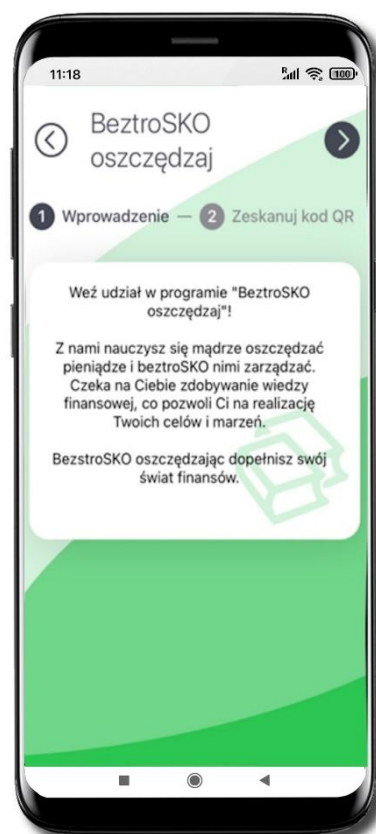 11:18
R 100
BeztroSKO
oszczędzaj
1 Wprowadzenie — 2 Zeskanuj kod QR
Weź udział w programie "BeztroSKO
oszczędzaj"!
Z nami nauczysz się mądrze oszczędzać
pieniądze i beztroSKO nimi zarządzać.
Czeka na Ciebie zdobywanie wiedzy
finansowej, co pozwoli Ci na realizację
Twoich celów i marzeń.
BezstroSKO oszczędzając dopełnisz swój
świat finansów.